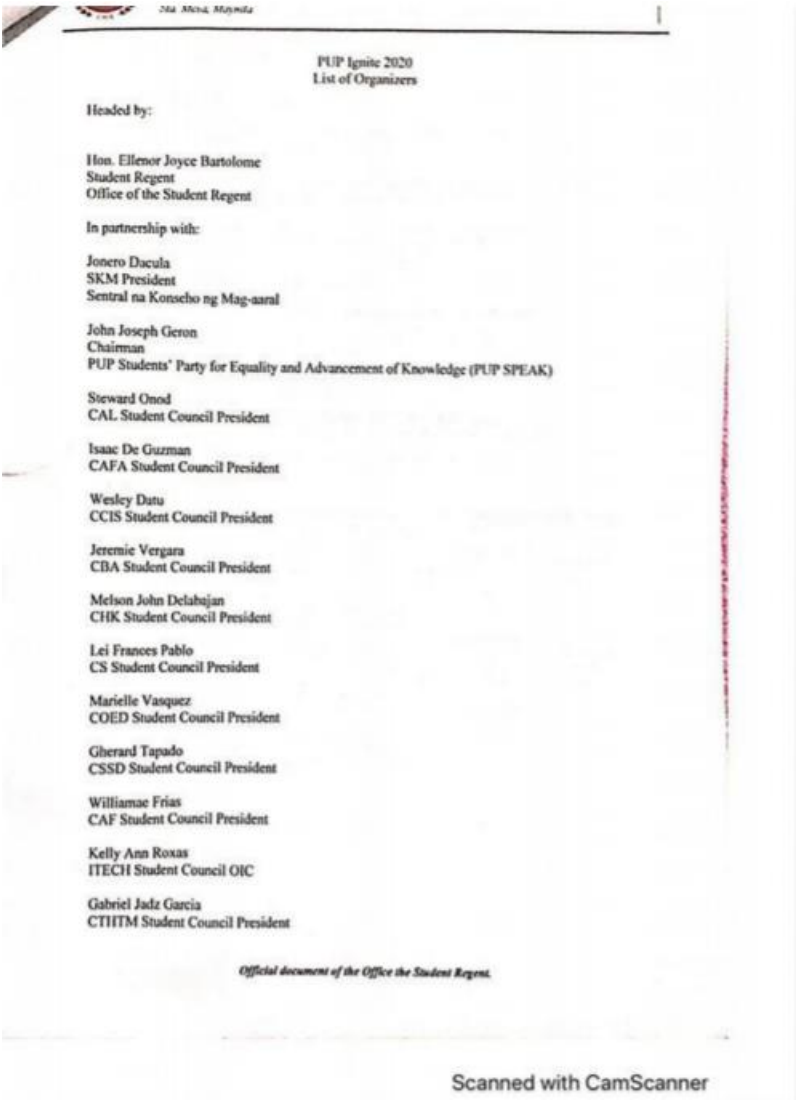 Sta. Mesa, Maynila
PUP Ignite 2020
List of Organizers
Headed by:
Hon. Ellenor Joyce Bartolome
Student Regent
Office of the Student Regent
In partnership with:
Jonero Dacula
SKM President
Sentral na Konseho ng Mag-aaral
John Joseph Geron
Chairman
PUP Students' Party for Equality and Advancement of Knowledge (PUP SPEAK)
Steward Onod
CAL Student Council President
Isaac De Guzman
CAFA Student Council President
Wesley Datu
CCIS Student Council President
Jeremie Vergara
CBA Student Council President
Melson John Delabajan
CHK Student Council President
Lei Frances Pablo
CS Student Council President
Marielle Vasquez
COED Student Council President
Gherard Tapado
CSSD Student Council President
Williamae Frias
CAF Student Council President
Kelly Ann Roxas
ITECH Student Council OIC
Gabriel Jadz Garcia
CTHTM Student Council President
Official document of the Office the Student Regent.
Scanned with CamScanner